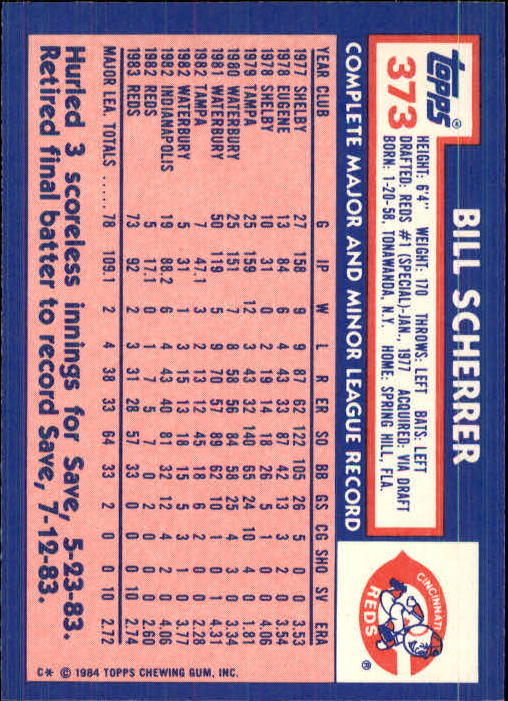 topps®
373
BILL SCHERRER
HEIGHT: 6'4" WEIGHT: 170 THROWS: LEFT BATS: LEFT
DRAFTED: REDS #1 (SPECIAL)-JAN., 1977 ACQUIRED: VIA DRAFT
BORN: 1-20-58, TONAWANDA, N.Y. HOME: SPRING HILL, FLA.
CINCINNATI
REDS
®
COMPLETE MAJOR AND MINOR LEAGUE RECORD
YEAR CLUB G IP W L R ER SO BB GS CG SHO SV ERA
1977 SHELBY 27 158 9 9 87 62 122 105 26 5 0 0 3.53
1978 EUGENE 13 84 6 4 43 33 87 42 13 3 0 0 3.54
1978 SHELBY 10 31 0 2 19 14 18 26 5 1 0 0 4.06
1979 TAMPA 25 159 12 3 43 32 140 65 24 10 4 0 1.81
1980 WATERBURY 25 151 7 8 58 56 84 58 25 4 3 0 3.34
1981 WATERBURY 50 119 5 9 70 57 89 62 10 1 0 1 4.31
1982 TAMPA 7 47.1 3 2 13 12 45 18 6 2 0 0 2.28
1982 WATERBURY 5 31 1 3 15 13 18 15 5 1 0 0 3.77
1982 INDIANAPOLIS 19 88.2 6 4 43 40 81 32 12 4 2 0 4.06
1982 REDS 5 17.1 0 1 7 5 7 0 2 0 0 0 2.60
1983 REDS 73 92 2 3 31 28 57 33 0 0 0 10 2.74
MAJOR LEA. TOTALS ..... 78 109.1 2 4 38 33 64 33 2 0 0 10 2.72
Hurled 3 scoreless innings for Save, 5-23-83.
Retired final batter to record Save, 7-12-83.
C* © 1984 TOPPS CHEWING GUM, INC.